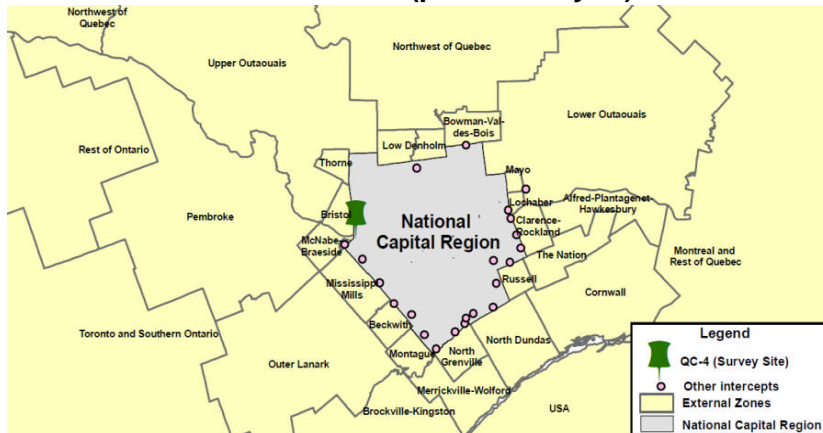 Northwest of
Quebec
Northwest of Quebec
Upper Outaouais
Bowman-Val-
des-Bois
Lower Outaouais
Low Denholm
Rest of Ontario
Thorne
Mayo
Lochaber
Alfred-Plantagenet-
Hawkesbury
Pembroke
Bristol
National
Capital Region
Clarence-
Rockland
McNabe-
Braeside
The Nation
Montreal and
Rest of Quebec
Mississippi
Mills
Russell
Cornwall
Toronto and Southern Ontario
Beckwith
North Dundas
Outer Lanark
Montague
North
Grenville
Merrickville-Wolford
Brockville-Kingston
USA
Legend
QC-4 (Survey Site)
Other intercepts
External Zones
National Capital Region